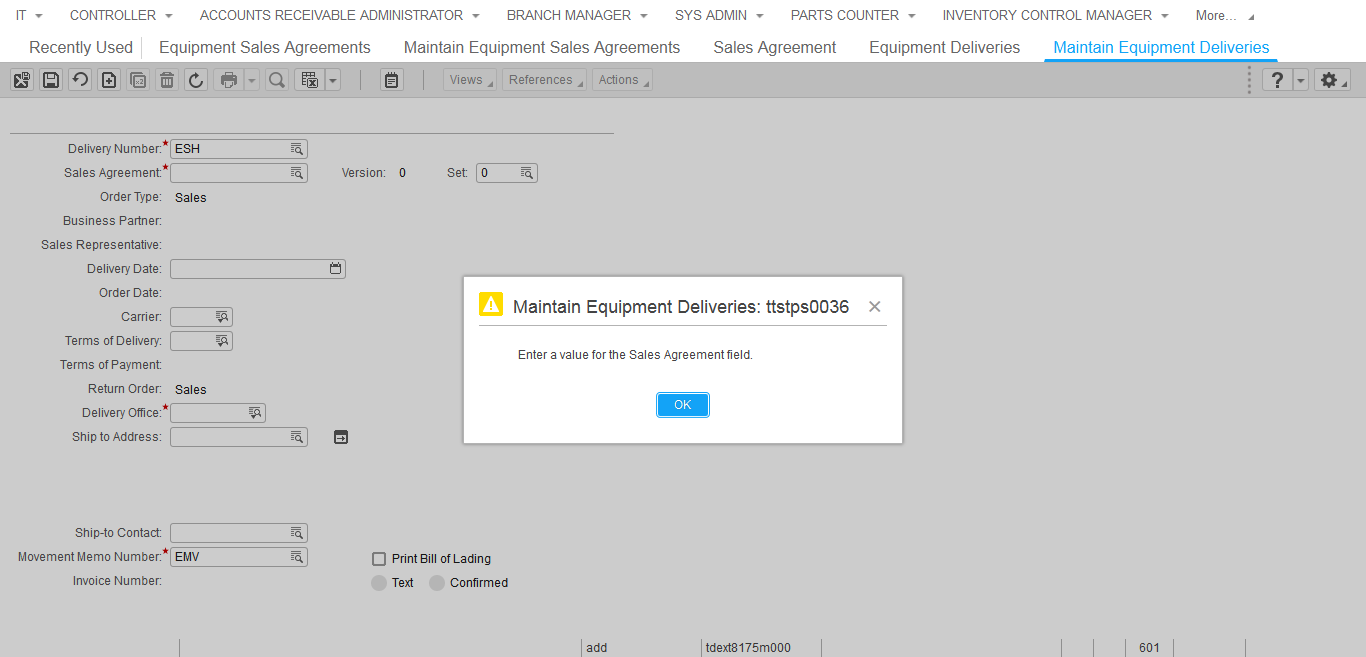 IT CONTROLLER ACCOUNTS RECEIVABLE ADMINISTRATOR BRANCH MANAGER SYS ADMIN PARTS COUNTER INVENTORY CONTROL MANAGER More...
Recently Used Equipment Sales Agreements Maintain Equipment Sales Agreements Sales Agreement Equipment Deliveries Maintain Equipment Deliveries
Views References Actions ?
Delivery Number:* ESH
Sales Agreement:* Version: 0 Set: 0
Order Type: Sales
Business Partner:
Sales Representative:
Delivery Date:
Order Date:
Carrier:
Terms of Delivery:
Terms of Payment:
Return Order: Sales
Delivery Office:*
Ship to Address:
Maintain Equipment Deliveries: ttstps0036
Enter a value for the Sales Agreement field.
OK
Ship-to Contact:
Movement Memo Number:* EMV Print Bill of Lading
Invoice Number: Text Confirmed
add tdext8175m000 601